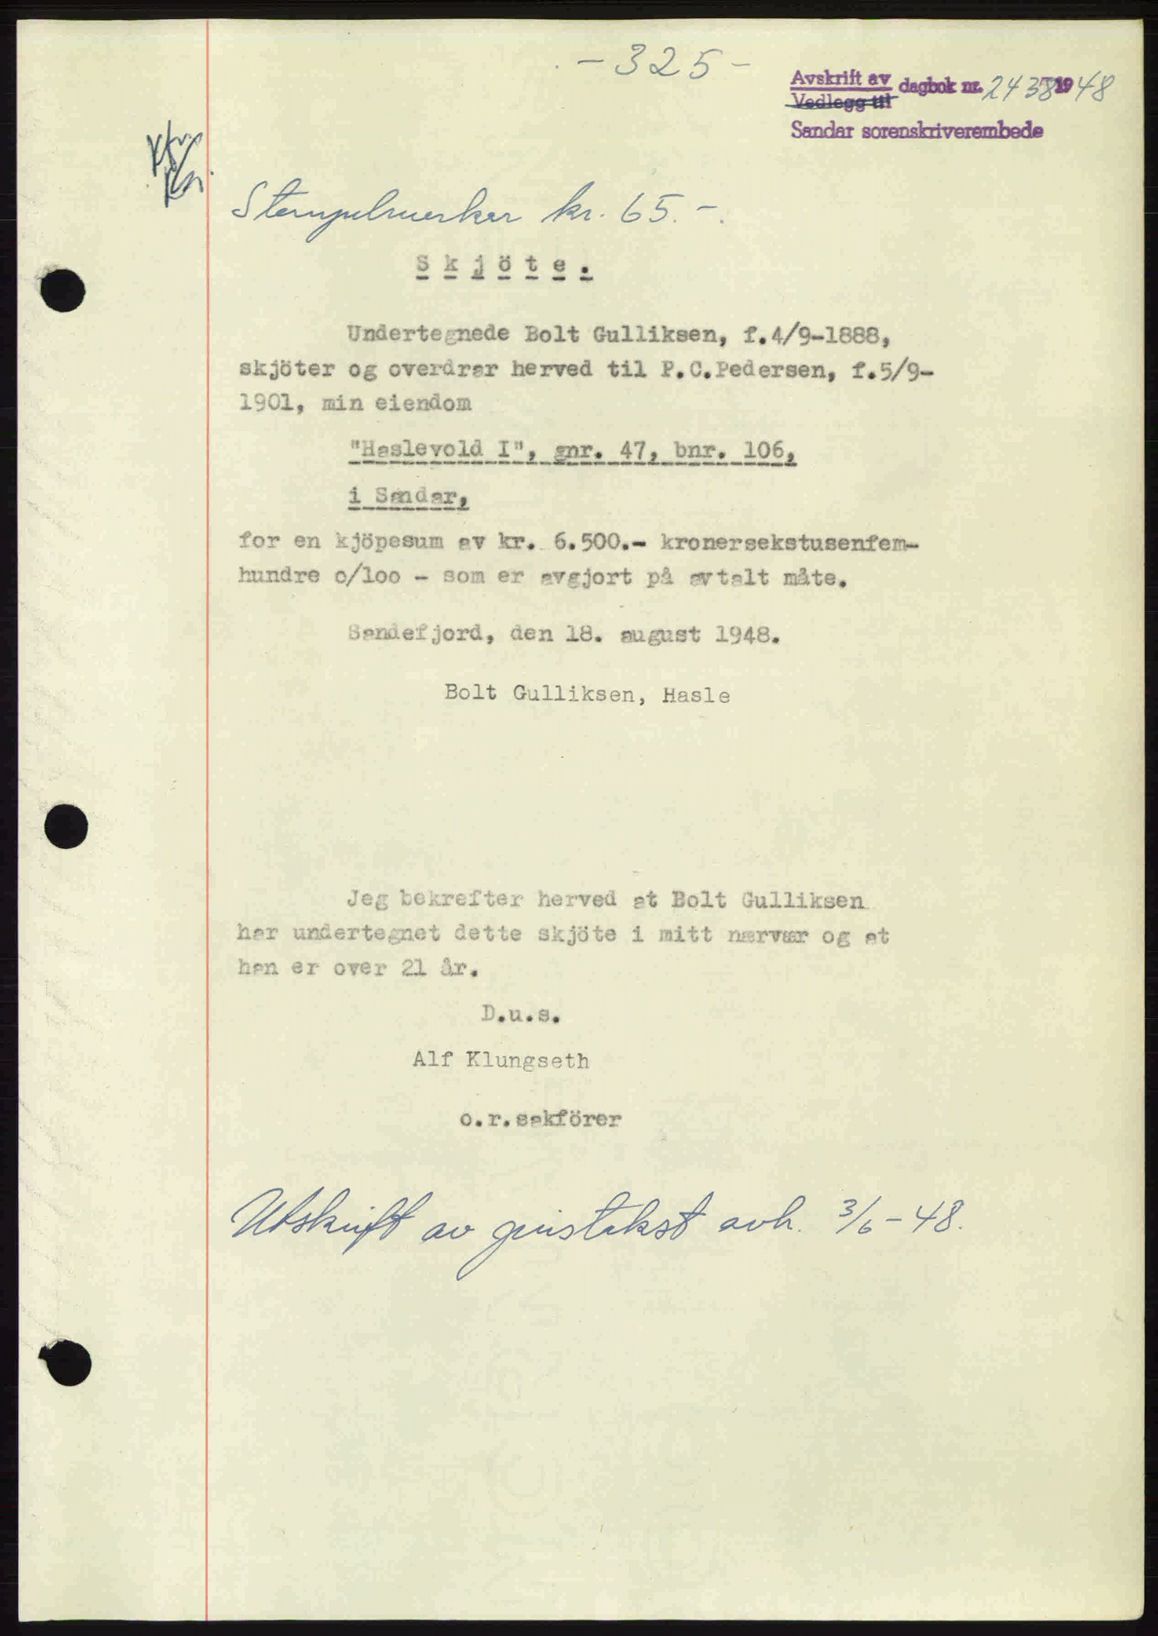 - 325 -
Avskrift av
Vedlegg til
dagbok nr. 2438 1948
Sandar sorenskriverembede
Stempelmerker kr. 65.-.
Skjöte.
Undertegnede Bolt Gulliksen, f.4/9-1888,
skjöter og overdrar herved til P.C.Pedersen, f.5/9-
1901, min eiendom
"Haslevold I", gnr. 47, bnr. 106,
i Sandar,
for en kjöpesum av kr. 6.500.- kronersekstusenfem-
hundre o/loo - som er avgjort på avtalt måte.
Sandefjord, den 18. august 1948.
Bolt Gulliksen, Hasle
Jeg bekrefter herved at Bolt Gulliksen
har undertegnet dette skjöte i mitt nærvær og at
han er over 21 år.
D.u.s.
Alf Klungseth
o.r.sakförer
Utskrift av pristakst avh. 3/6-48.